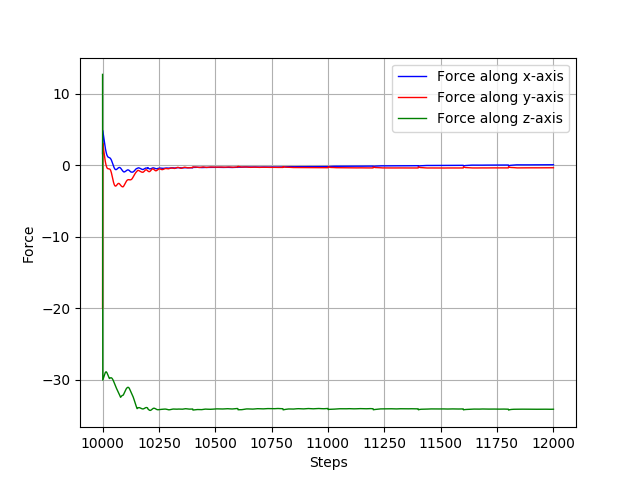 Force along x-axis
Force along y-axis
Force along z-axis
10
0
−10
−20
−30
Force
10000 10250 10500 10750 11000 11250 11500 11750 12000
Steps